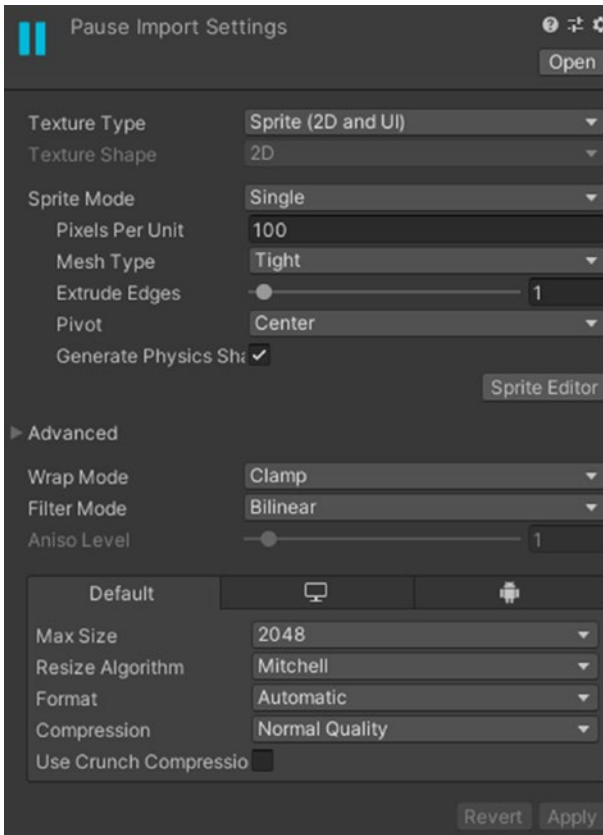 Pause Import Settings
Open
Texture Type Sprite (2D and UI)
Texture Shape 2D
Sprite Mode Single
Pixels Per Unit 100
Mesh Type Tight
Extrude Edges 1
Pivot Center
Generate Physics Sha
Sprite Editor
Advanced
Wrap Mode Clamp
Filter Mode Bilinear
Aniso Level 1
Default
Max Size 2048
Resize Algorithm Mitchell
Format Automatic
Compression Normal Quality
Use Crunch Compressio
Revert Apply